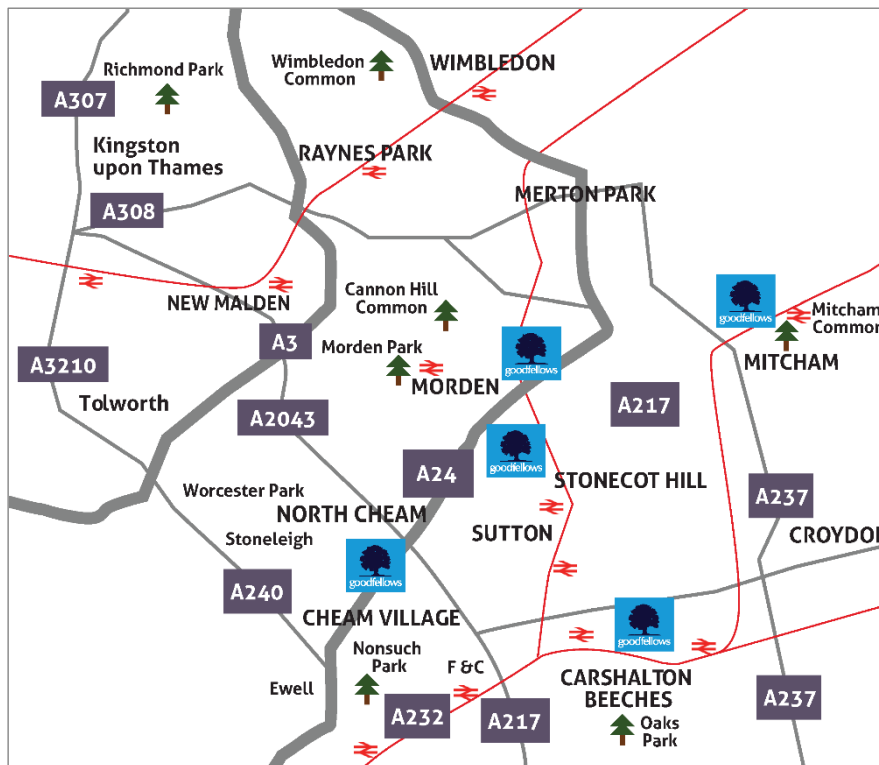 Richmond Park
Wimbledon
Common
WIMBLEDON
A307
Kingston
upon Thames
RAYNES PARK
A308
MERTON PARK
NEW MALDEN
Cannon Hill
Common
goodfellows
Mitcham
Common
A3
Morden Park
MITCHAM
A3210
MORDEN
goodfellows
Tolworth
A2043
A217
A24
goodfellows
STONECOT HILL
Worcester Park
NORTH CHEAM
A237
Stoneleigh
SUTTON
CROYDON
goodfellows
A240
CHEAM VILLAGE
goodfellows
Nonsuch
Park
F & C
Ewell
CARSHALTON
BEECHES
A232
A217
A237
Oaks
Park